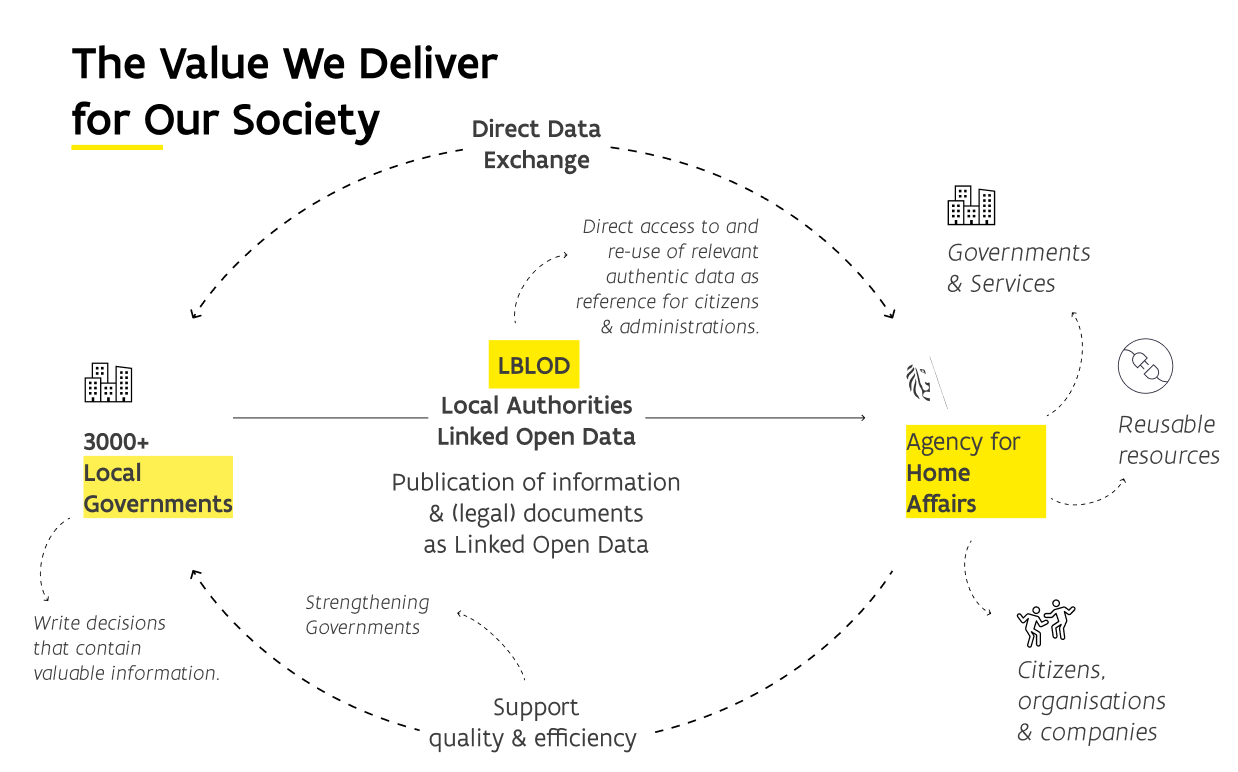 The Value We Deliver
for Our Society
Direct Data
Exchange
Direct access to and
re-use of relevant
authentic data as
reference for citizens
& administrations.
Governments
& Services
LBLOD
Local Authorities
Linked Open Data
Publication of information
& (legal) documents
as Linked Open Data
3000+
Local
Governments
Agency for
Home
Affairs
Reusable
resources
Write decisions
that contain
valuable information.
Strengthening
Governments
Support
quality & efficiency
Citizens,
organisations
& companies